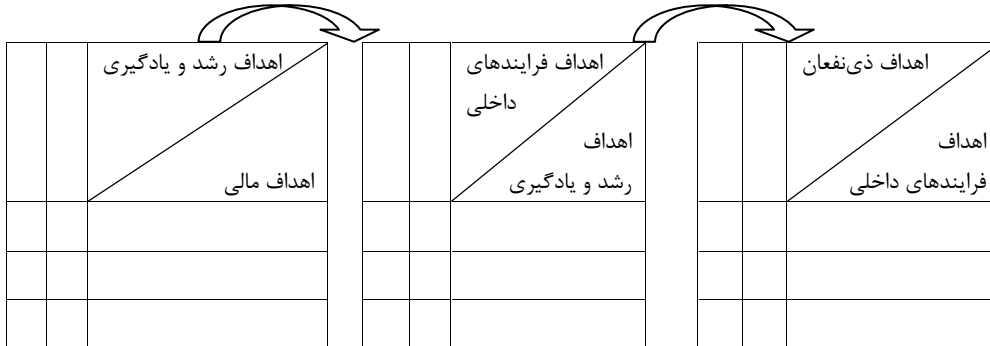 اهداف ذی‌نفعان
اهداف
فرایندهای داخلی
اهداف فرایندهای
داخلی
اهداف
رشد و یادگیری
اهداف رشد و یادگیری
اهداف مالی